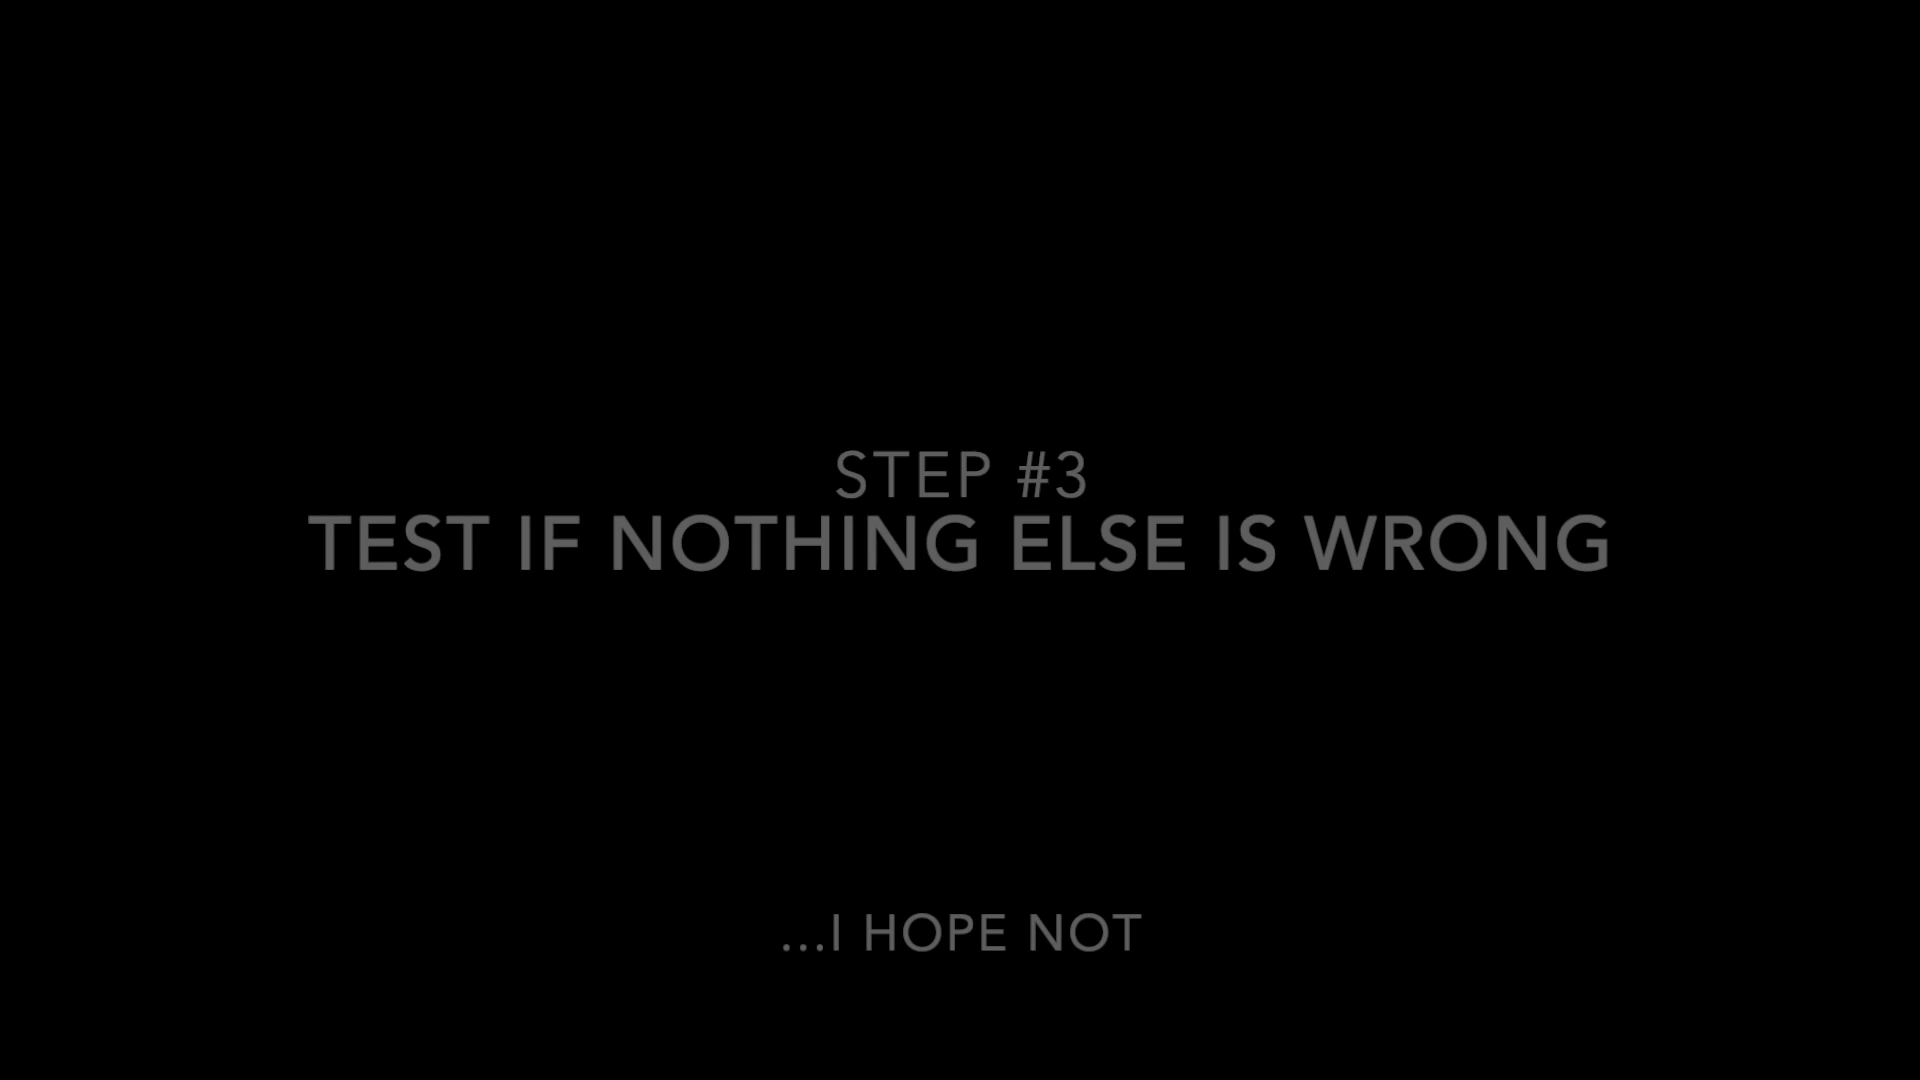 STEP #3
TEST IF NOTHING ELSE IS WRONG
...I HOPE NOT